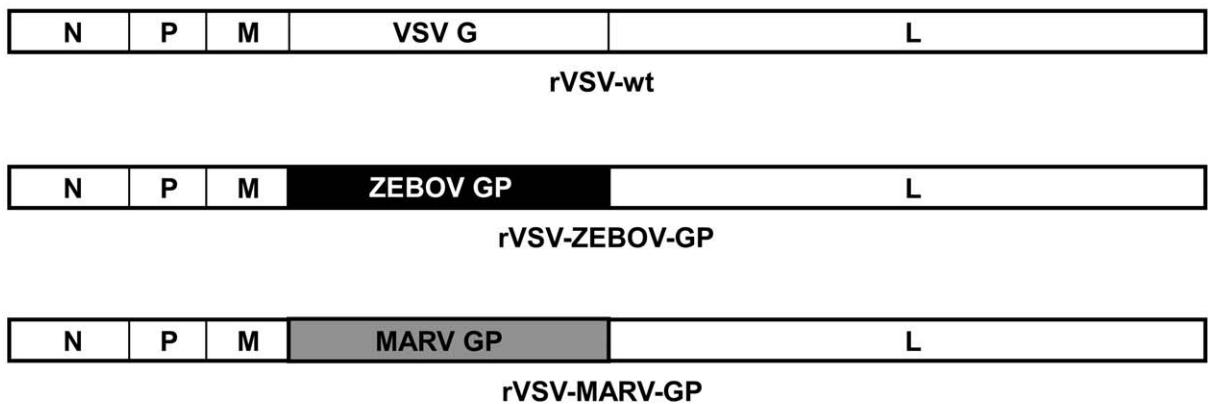 N P M VSV G L
rVSV-wt
N P M ZEBOV GP L
rVSV-ZEBOV-GP
N P M MARV GP L
rVSV-MARV-GP